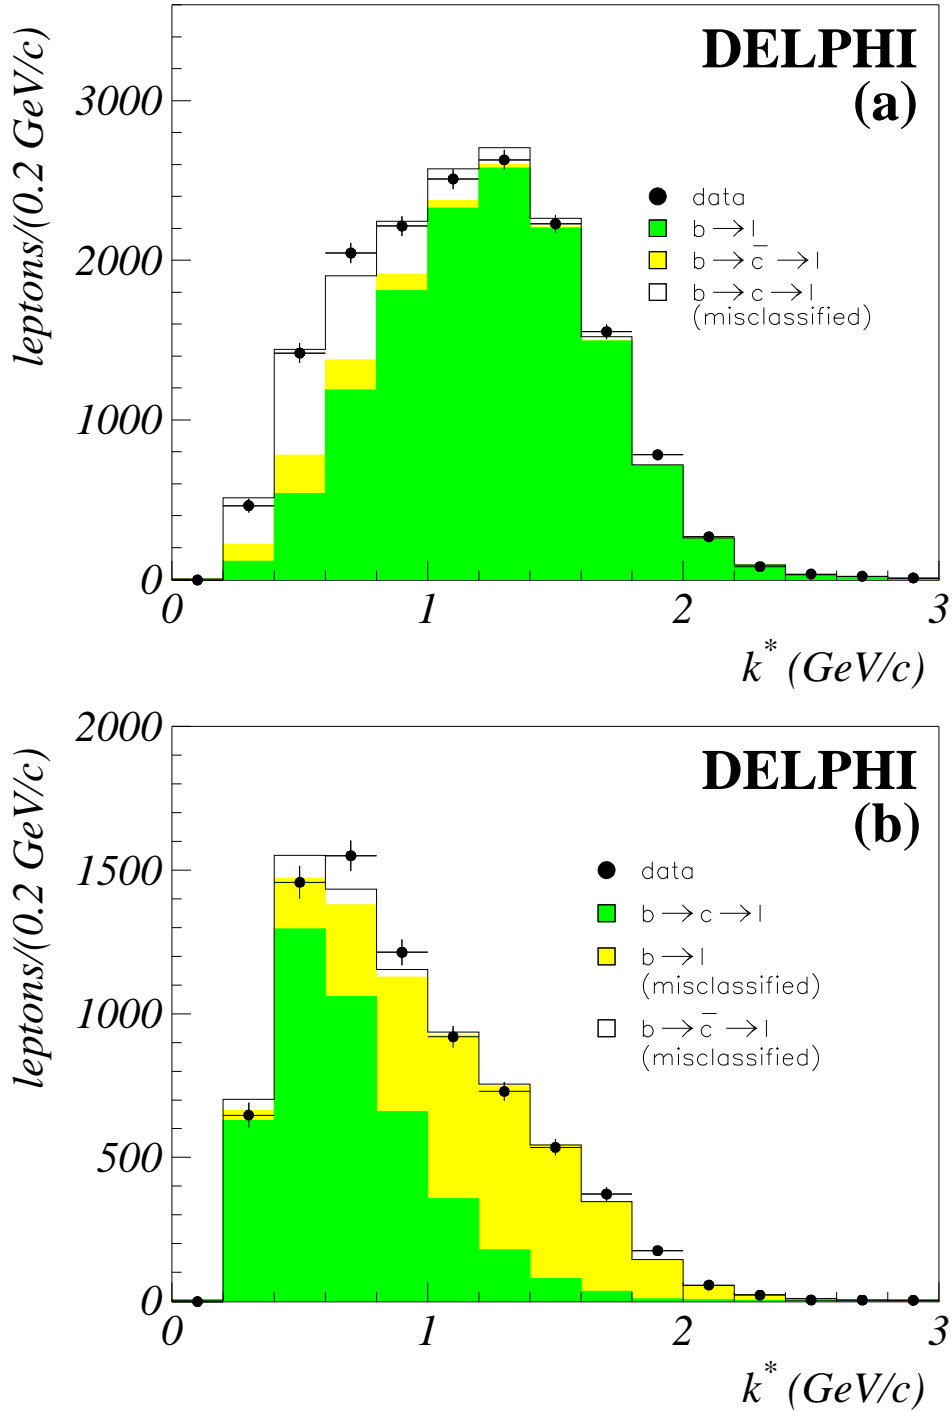 DELPHI
(a)
leptons/(0.2 GeV/c)
3000
2000
1000
0
data
b → l
b → c̄ → l
b → c → l
(misclassified)
0 1 2 3
k* (GeV/c)
DELPHI
(b)
leptons/(0.2 GeV/c)
2000
1500
1000
500
0
data
b → c → l
b → l
(misclassified)
b → c̄ → l
(misclassified)
0 1 2 3
k* (GeV/c)